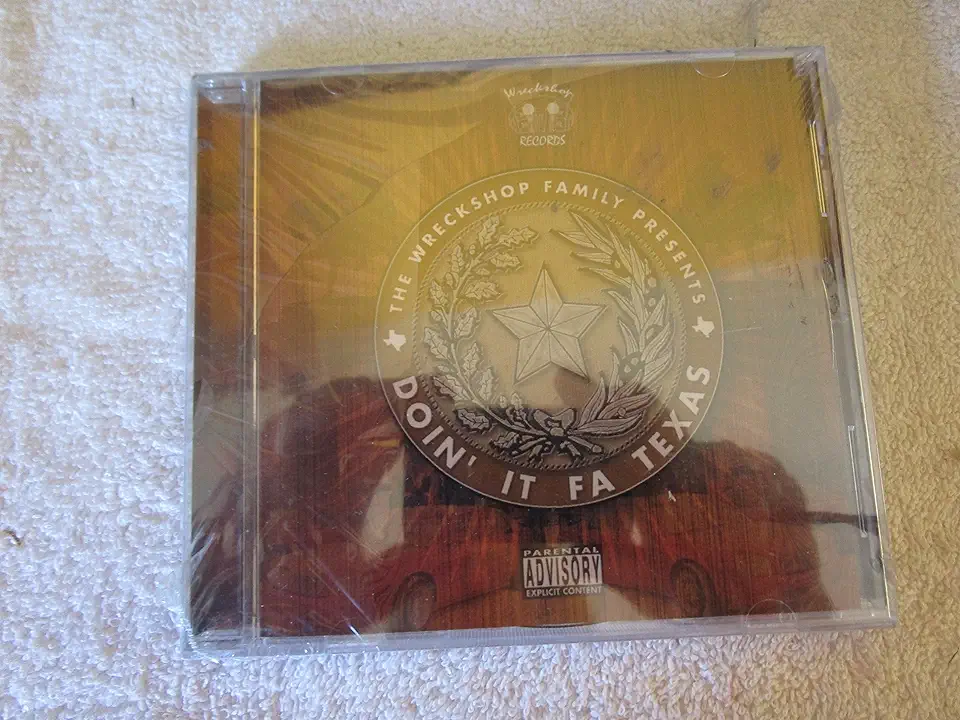 Wreckshop
RECORDS
THE WRECKSHOP FAMILY PRESENTS
DOIN' IT FA TEXAS
PARENTAL
ADVISORY
EXPLICIT CONTENT